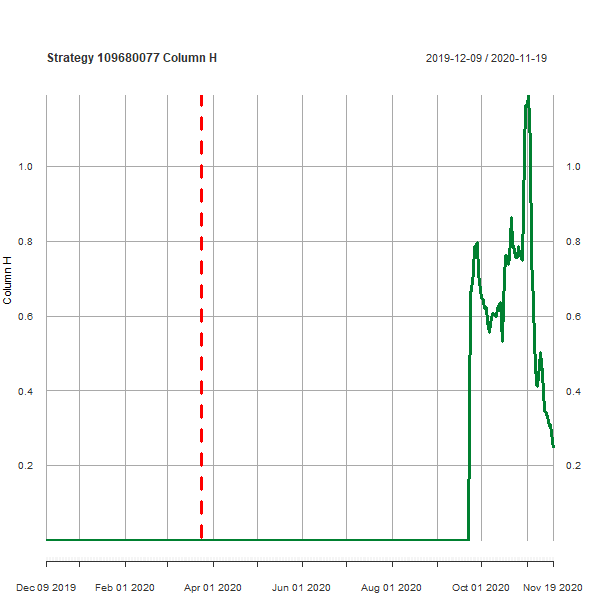 Strategy 109680077 Column H 2019-12-09 / 2020-11-19
1.0 1.0
0.8 0.8
Column H
0.6 0.6
0.4 0.4
0.2 0.2
Dec 09 2019 Feb 01 2020 Apr 01 2020 Jun 01 2020 Aug 01 2020 Oct 01 2020 Nov 19 2020